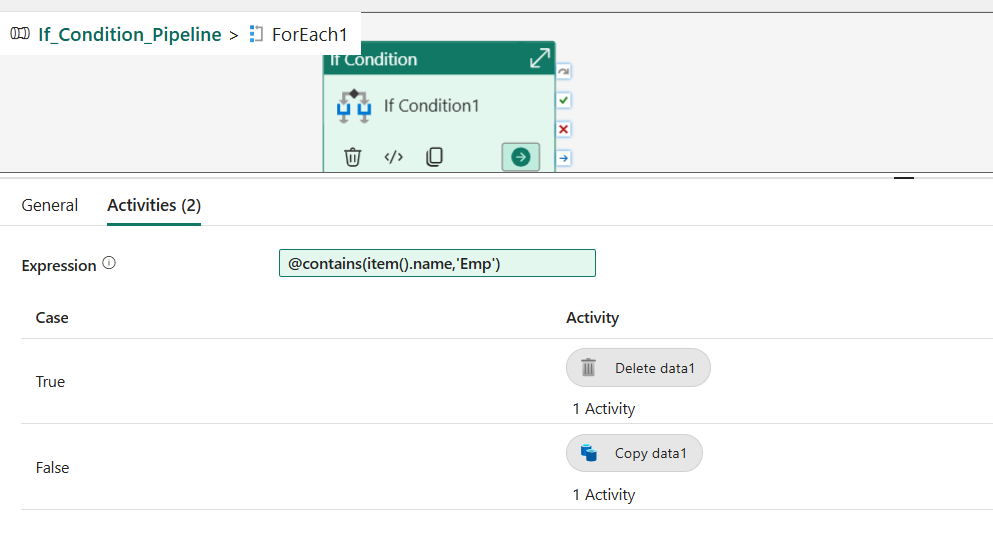 If_Condition_Pipeline > ForEach1
If Condition
If Condition1
General Activities (2)
Expression @contains(item().name,'Emp')
Case Activity
True Delete data1
1 Activity
False Copy data1
1 Activity